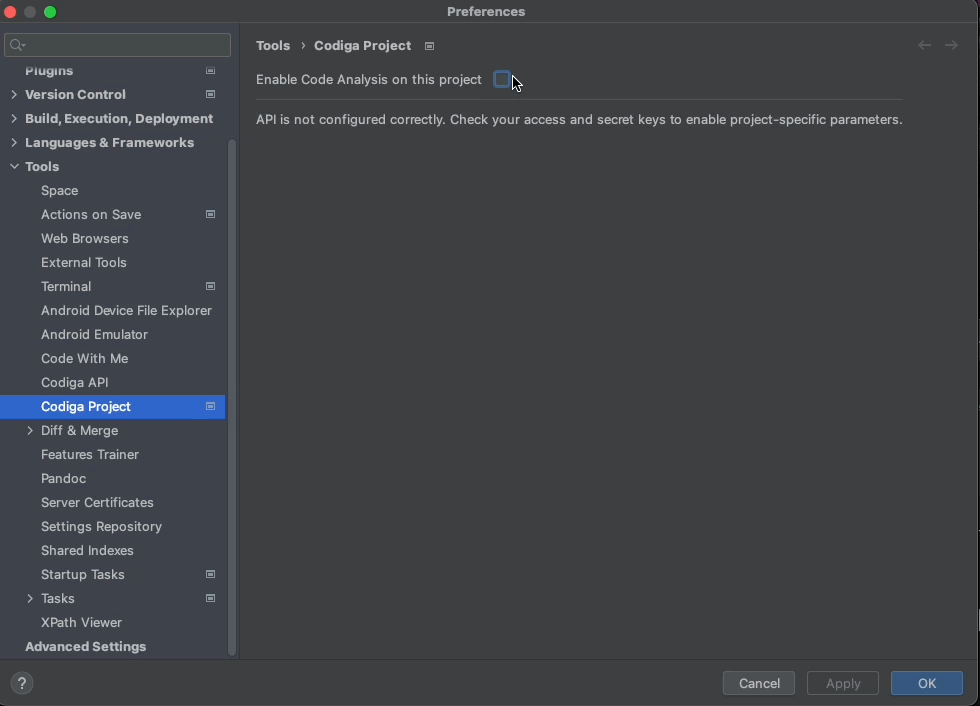 Preferences
Plugins
Version Control
Build, Execution, Deployment
Languages & Frameworks
Tools
Space
Actions on Save
Web Browsers
External Tools
Terminal
Android Device File Explorer
Android Emulator
Code With Me
Codiga API
Codiga Project
Diff & Merge
Features Trainer
Pandoc
Server Certificates
Settings Repository
Shared Indexes
Startup Tasks
Tasks
XPath Viewer
Advanced Settings
Tools › Codiga Project
Enable Code Analysis on this project
API is not configured correctly. Check your access and secret keys to enable project-specific parameters.
?
Cancel
Apply
OK